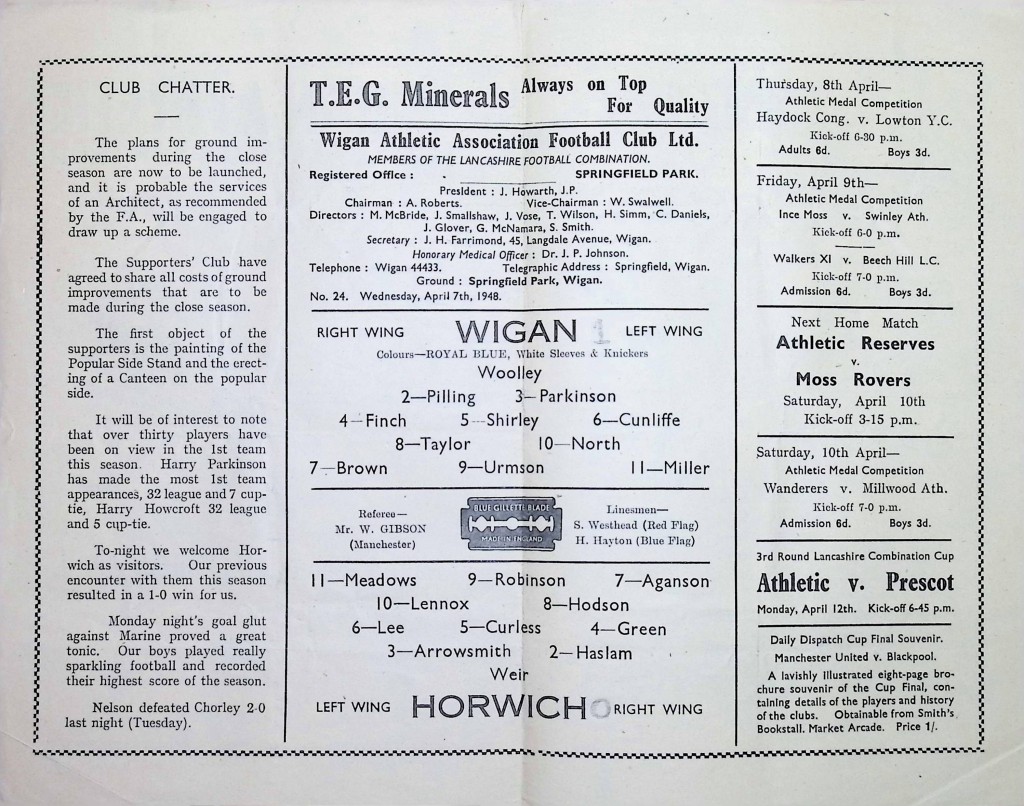 CLUB CHATTER.
The plans for ground im-
provements during the close
season are now to be launched,
and it is probable the services
of an Architect, as recommended
by the F.A., will be engaged to
draw up a scheme.
The Supporters' Club have
agreed to share all costs of ground
improvements that are to be
made during the close season.
The first object of the
supporters is the painting of the
Popular Side Stand and the erect-
ing of a Canteen on the popular
side.
It will be of interest to note
that over thirty players have
been on view in the 1st team
this season. Harry Parkinson
has made the most 1st team
appearances, 32 league and 7 cup-
tie, Harry Howcroft 32 league
and 5 cup-tie.
To-night we welcome Hor-
wich as visitors. Our previous
encounter with them this season
resulted in a 1-0 win for us.
Monday night's goal glut
against Marine proved a great
tonic. Our boys played really
sparkling football and recorded
their highest score of the season.
Nelson defeated Chorley 2-0
last night (Tuesday).
T.E.G. Minerals Always on Top
For Quality
Wigan Athletic Association Football Club Ltd.
MEMBERS OF THE LANCASHIRE FOOTBALL COMBINATION.
Registered Office : SPRINGFIELD PARK.
President : J. Howarth, J.P.
Chairman : A. Roberts. Vice-Chairman : W. Swalwell.
Directors : M. McBride, J. Smallshaw, J. Vose, T. Wilson, H. Simm, C. Daniels,
J. Glover, G. McNamara, S. Smith.
Secretary : J. H. Farrimond, 45, Langdale Avenue, Wigan.
Honorary Medical Officer : Dr. J. P. Johnson.
Telephone : Wigan 44433. Telegraphic Address : Springfield, Wigan.
Ground : Springfield Park, Wigan.
No. 24. Wednesday, April 7th, 1948.
RIGHT WING WIGAN 1 LEFT WING
Colours—ROYAL BLUE, White Sleeves & Knickers
Woolley
2—Pilling 3—Parkinson
4—Finch 5—Shirley 6—Cunliffe
8—Taylor 10—North
7—Brown 9—Urmson 11—Miller
Referee—
Mr. W. GIBSON
(Manchester)
BLUE GILLETTE BLADE
MADE IN ENGLAND
Linesmen—
S. Westhead (Red Flag)
H. Hayton (Blue Flag)
11—Meadows 9—Robinson 7—Aganson
10—Lennox 8—Hodson
6—Lee 5—Curless 4—Green
3—Arrowsmith 2—Haslam
Weir
LEFT WING HORWICH 0 RIGHT WING
Thursday, 8th April—
Athletic Medal Competition
Haydock Cong. v. Lowton Y.C.
Kick-off 6-30 p.m.
Adults 6d. Boys 3d.
Friday, April 9th—
Athletic Medal Competition
Ince Moss v. Swinley Ath.
Kick-off 6-0 p.m.
Walkers XI v. Beech Hill L.C.
Kick-off 7-0 p.m.
Admission 6d. Boys 3d.
Next Home Match
Athletic Reserves
v.
Moss Rovers
Saturday, April 10th
Kick-off 3-15 p.m.
Saturday, 10th April—
Athletic Medal Competition
Wanderers v. Millwood Ath.
Kick-off 7-0 p.m.
Admission 6d. Boys 3d.
3rd Round Lancashire Combination Cup
Athletic v. Prescot
Monday, April 12th. Kick-off 6-45 p.m.
Daily Dispatch Cup Final Souvenir.
Manchester United v. Blackpool.
A lavishly illustrated eight-page bro-
chure souvenir of the Cup Final, con-
taining details of the players and history
of the clubs. Obtainable from Smith's
Bookstall, Market Arcade. Price 1/.